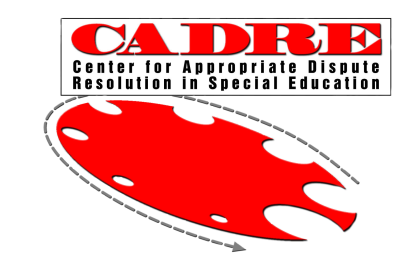 CADRE
Center for Appropriate Dispute
Resolution in Special Education